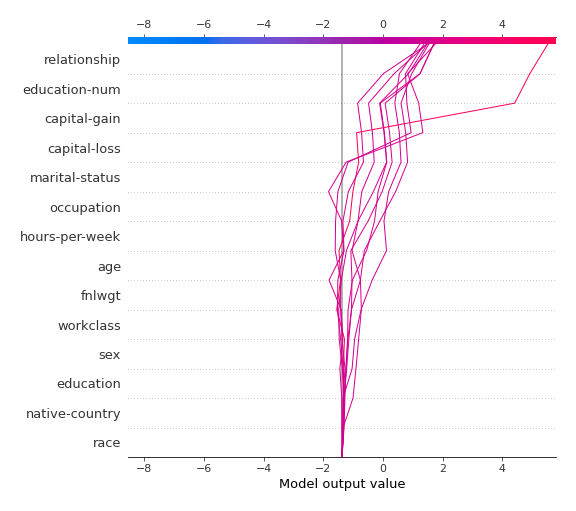 −8 −6 −4 −2 0 2 4
relationship
education-num
capital-gain
capital-loss
marital-status
occupation
hours-per-week
age
fnlwgt
workclass
sex
education
native-country
race
−8 −6 −4 −2 0 2 4
Model output value